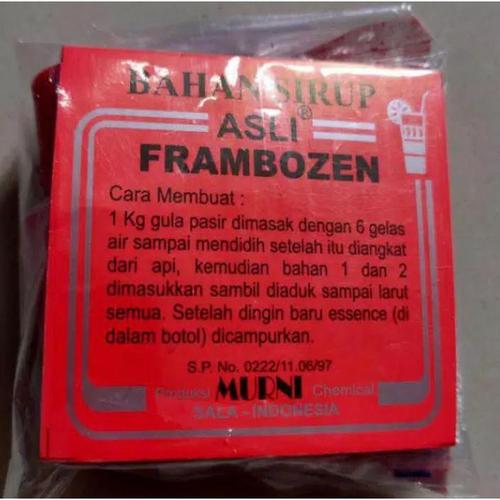 BAHAN SIRUP
ASLI®
FRAMBOZEN
Cara Membuat :
1 Kg gula pasir dimasak dengan 6 gelas
air sampai mendidih setelah itu diangkat
dari api, kemudian bahan 1 dan 2
dimasukkan sambil diaduk sampai larut
semua. Setelah dingin baru essence (di
dalam botol) dicampurkan.
S.P. No. 0222/11.06/97
Produksi MURNI Chemical
SALA - INDONESIA